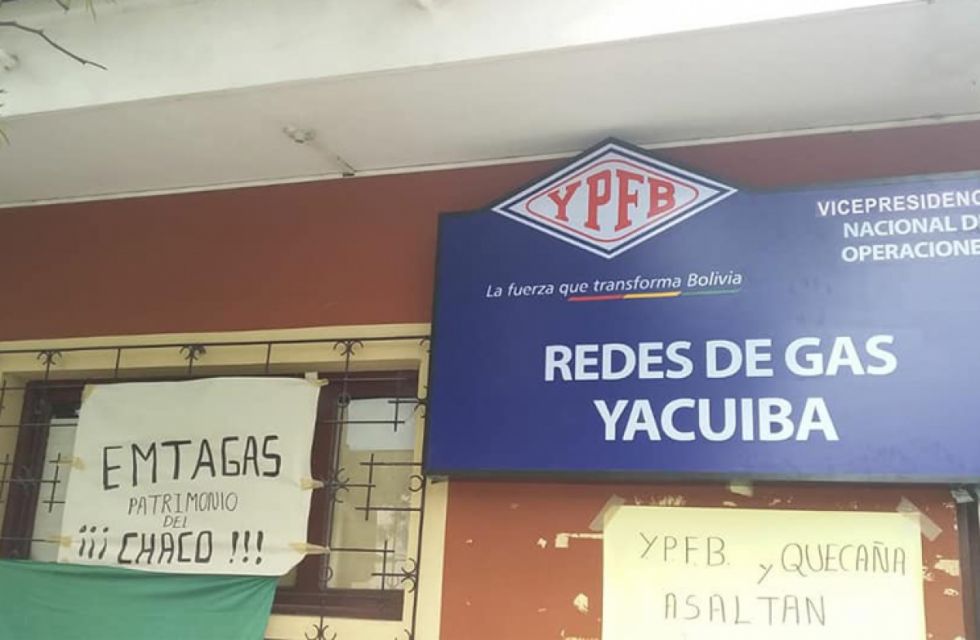 YPFB
VICEPRESIDENC
NACIONAL D
OPERACIONE
La fuerza que transforma Bolivia
REDES DE GAS
YACUIBA
EMTAGAS
PATRIMONIO
DEL
¡¡¡ CHACO !!!
Y.P.F.B. y QUECAÑA
ASALTAN